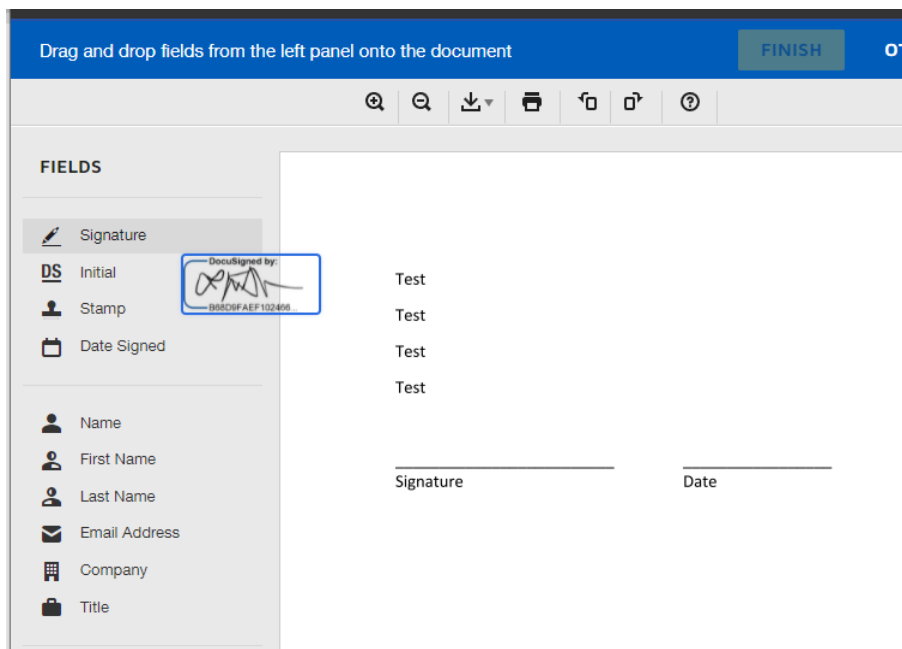 Drag and drop fields from the left panel onto the document
FINISH
FIELDS
Signature
DS Initial
Stamp
Date Signed
DocuSigned by:
B68D9FAEF102466...
Name
First Name
Last Name
Email Address
Company
Title
Test
Test
Test
Test
Signature Date